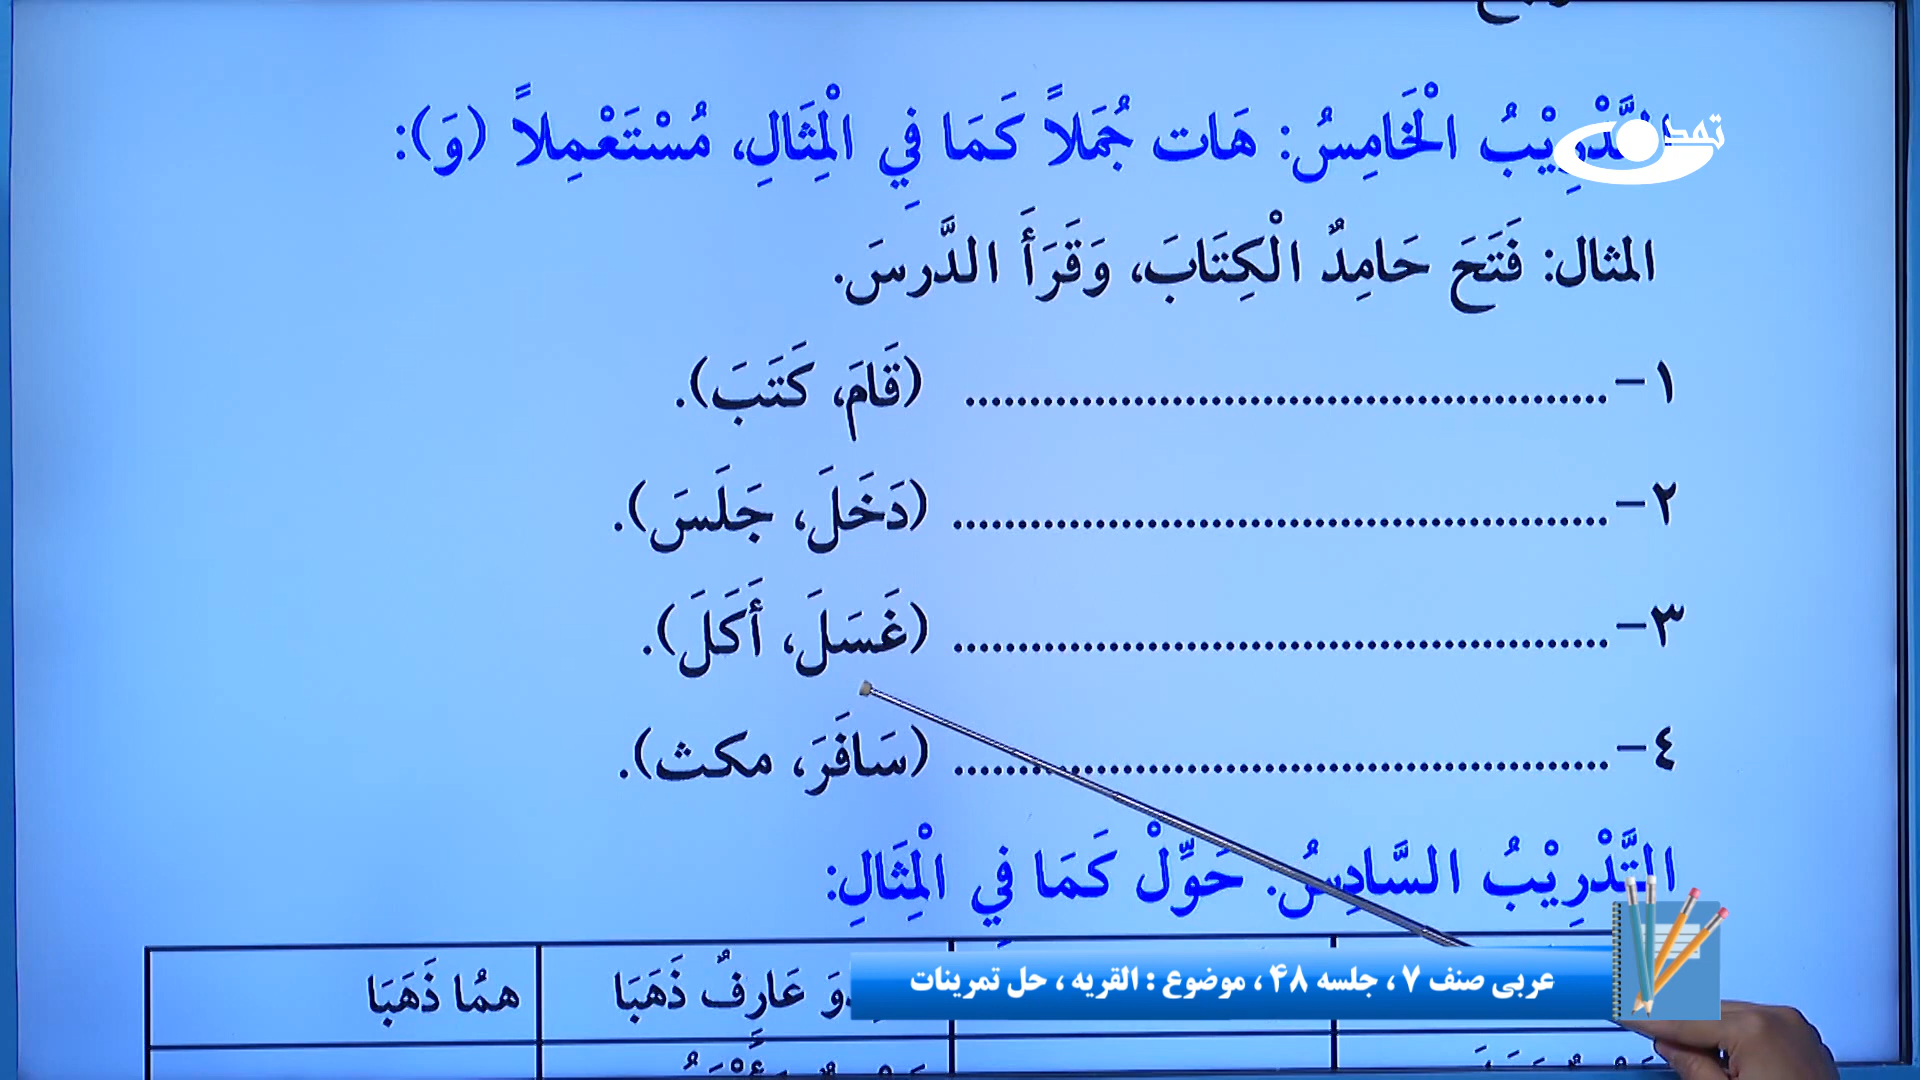 التَّدْرِيْبُ الْخَامِسُ: هَات جُمَلاً كَمَا فِي الْمِثَالِ، مُسْتَعْمِلاً (وَ):
تمدن
المثال: فَتَحَ حَامِدٌ الْكِتَابَ، وَقَرَأَ الدَّرسَ.
١- ................................................ (قَامَ، كَتَبَ).
٢- ................................................ (دَخَلَ، جَلَسَ).
٣- ................................................ (غَسَلَ، أَكَلَ).
٤- ................................................ (سَافَرَ، مكث).
التَّدْرِيْبُ السَّادِسُ. حَوِّلْ كَمَا فِي الْمِثَالِ:
عَارِفٌ ذَهَبَا
همُا ذَهَبَا
عربی صنف ۷، جلسه ۴۸، موضوع: القریه، حل تمرینات